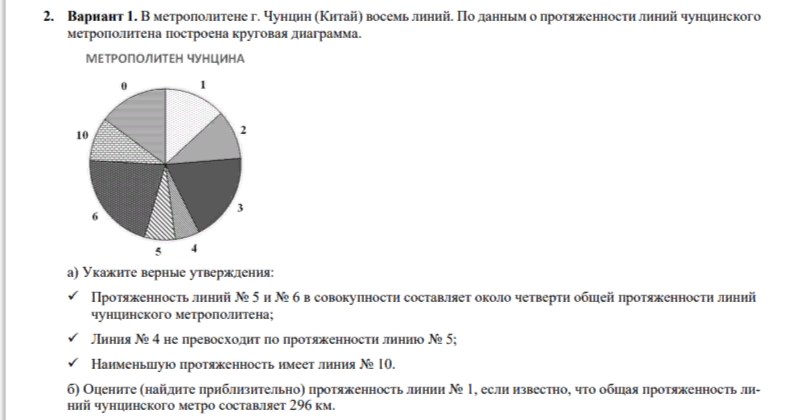 2. Вариант 1. В метрополитене г. Чунцин (Китай) восемь линий. По данным о протяженности линий чунцинского
метрополитена построена круговая диаграмма.
МЕТРОПОЛИТЕН ЧУНЦИНА
0 1
10 2
6 3
5 4
а) Укажите верные утверждения:
✓ Протяженность линий № 5 и № 6 в совокупности составляет около четверти общей протяженности линий
чунцинского метрополитена;
✓ Линия № 4 не превосходит по протяженности линию № 5;
✓ Наименьшую протяженность имеет линия № 10.
б) Оцените (найдите приблизительно) протяженность линии № 1, если известно, что общая протяженность ли-
ний чунцинского метро составляет 296 км.